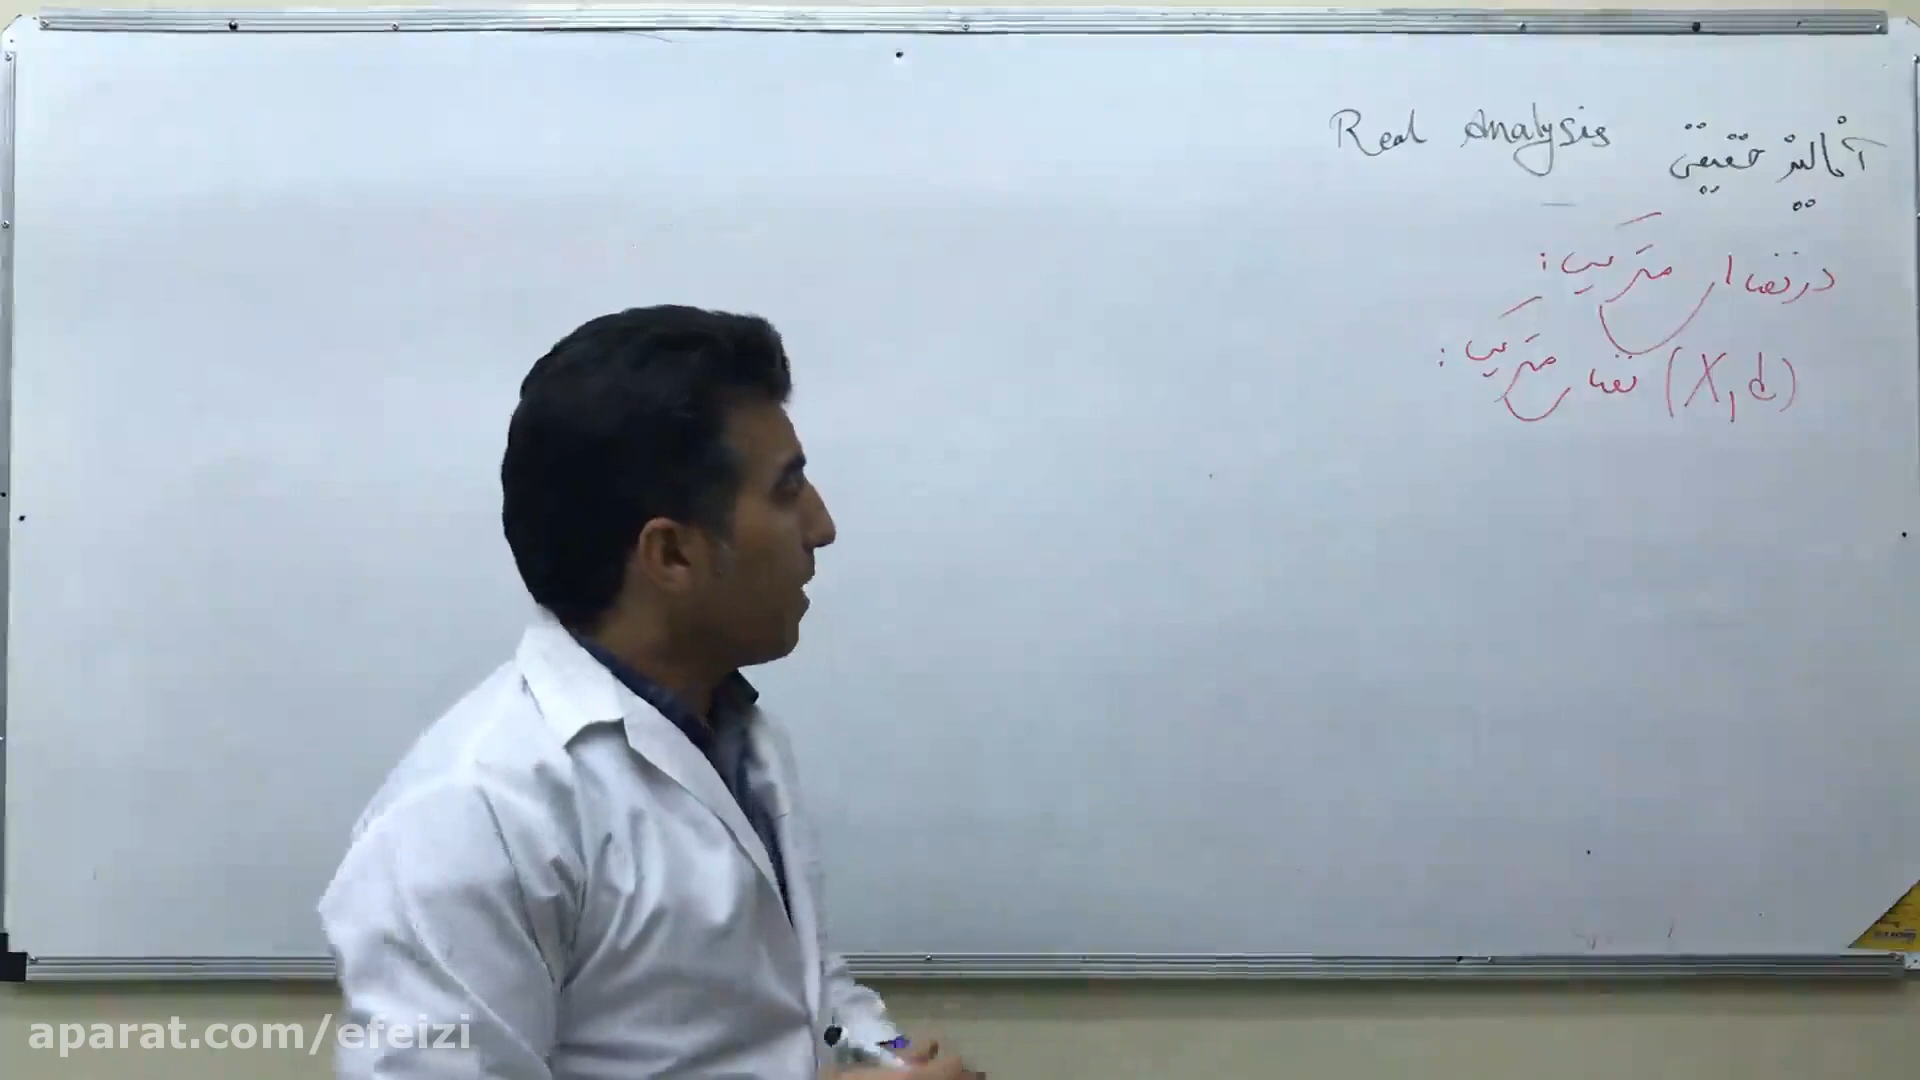 آنالیز حقیقی Real Analysis
در فضای متریک :
(X, d) فضای متریک :
aparat.com/efeizi